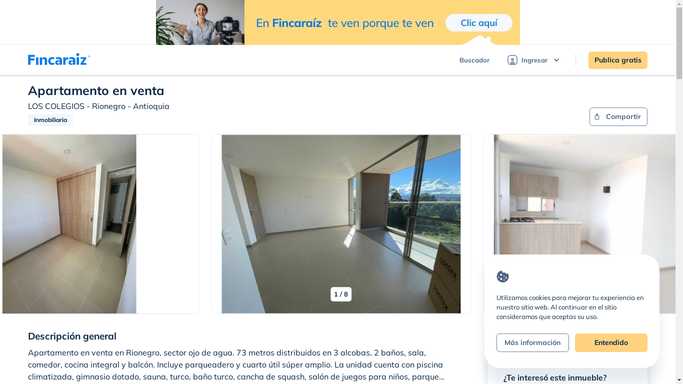 En Fincaraíz te ven porque te ven
Clic aquí
Fincaraiz
Buscador
Ingresar
Publica gratis
Apartamento en venta
LOS COLEGIOS - Rionegro - Antioquia
Inmobiliaria
Compartir
1 / 8
Utilizamos cookies para mejorar tu experiencia en
nuestro sitio web. Al continuar en el sitio
consideramos que aceptas su uso.
Más información
Entendido
Descripción general
Apartamento en venta en Rionegro, sector ojo de agua. 73 metros distribuidos en 3 alcobas, 2 baños, sala,
comedor, cocina integral y balcón. Incluye parqueadero y cuarto útil súper amplio. La unidad cuenta con piscina
climatizada, gimnasio dotado, sauna, turco, baño turco, cancha de squash, salón de juegos para niños, parque...
¿Te interesó este inmueble?